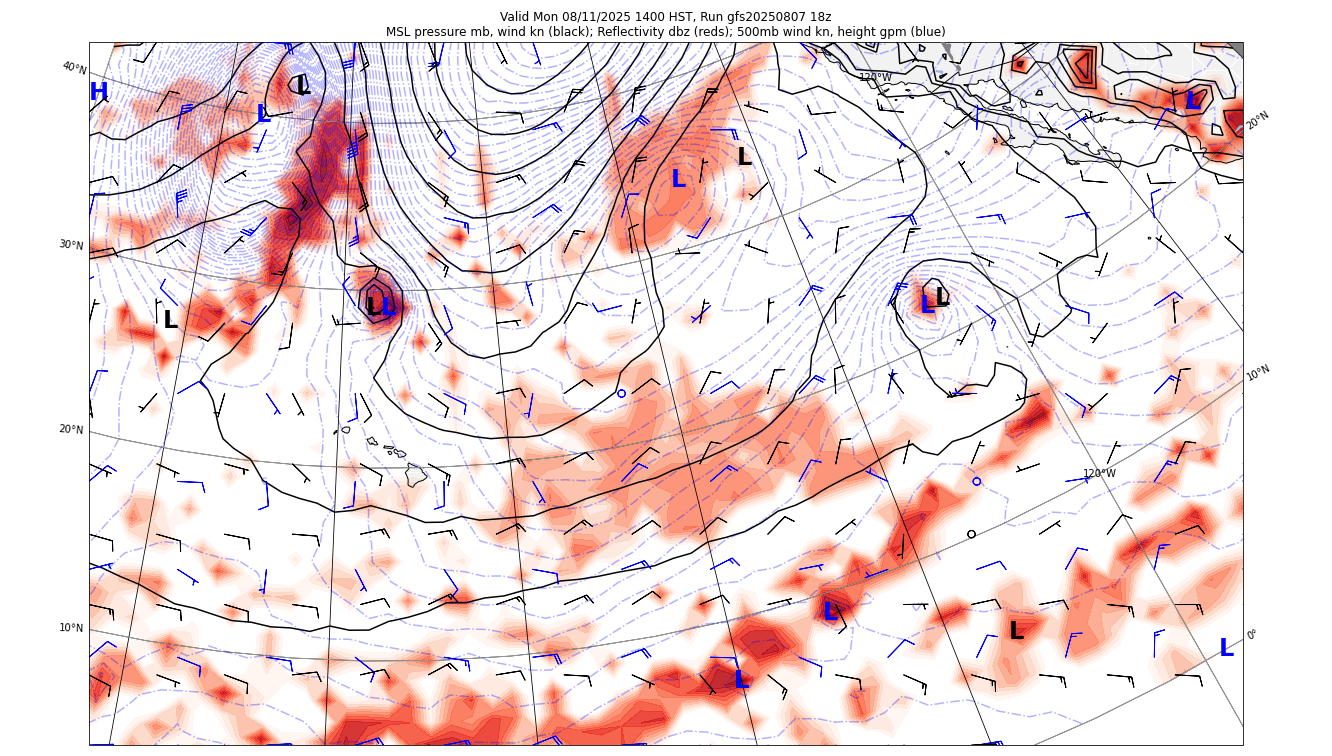 Valid Mon 08/11/2025 1400 HST, Run gfs20250807 18z
MSL pressure mb, wind kn (black); Reflectivity dbz (reds); 500mb wind kn, height gpm (blue)
40°N
120°W
20°N
H
L
L
L
L
L
30°N
L
L
L
L
L
10°N
20°N
120°W
L
10°N
L
0°
L
L